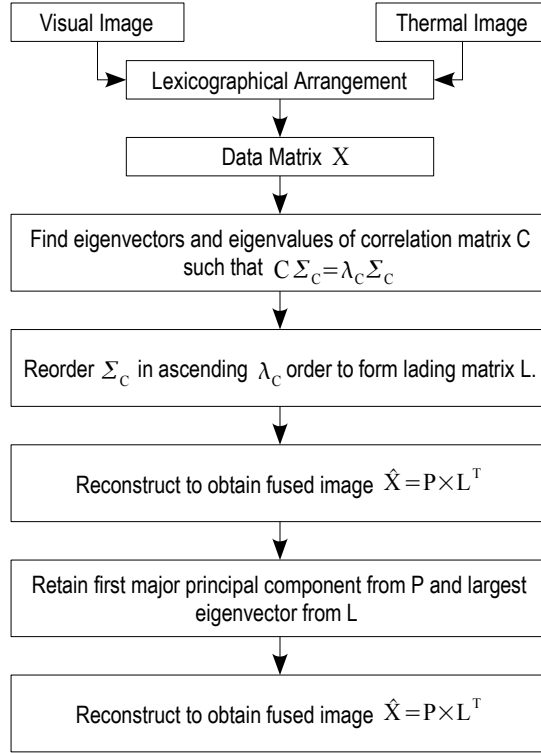 Visual Image
Thermal Image
Lexicographical Arrangement
Data Matrix X
Find eigenvectors and eigenvalues of correlation matrix C
such that C Σ_C=λ_C Σ_C
Reorder Σ_C in ascending λ_C order to form lading matrix L.
Reconstruct to obtain fused image X̂=P×L^T
Retain first major principal component from P and largest
eigenvector from L
Reconstruct to obtain fused image X̂=P×L^T